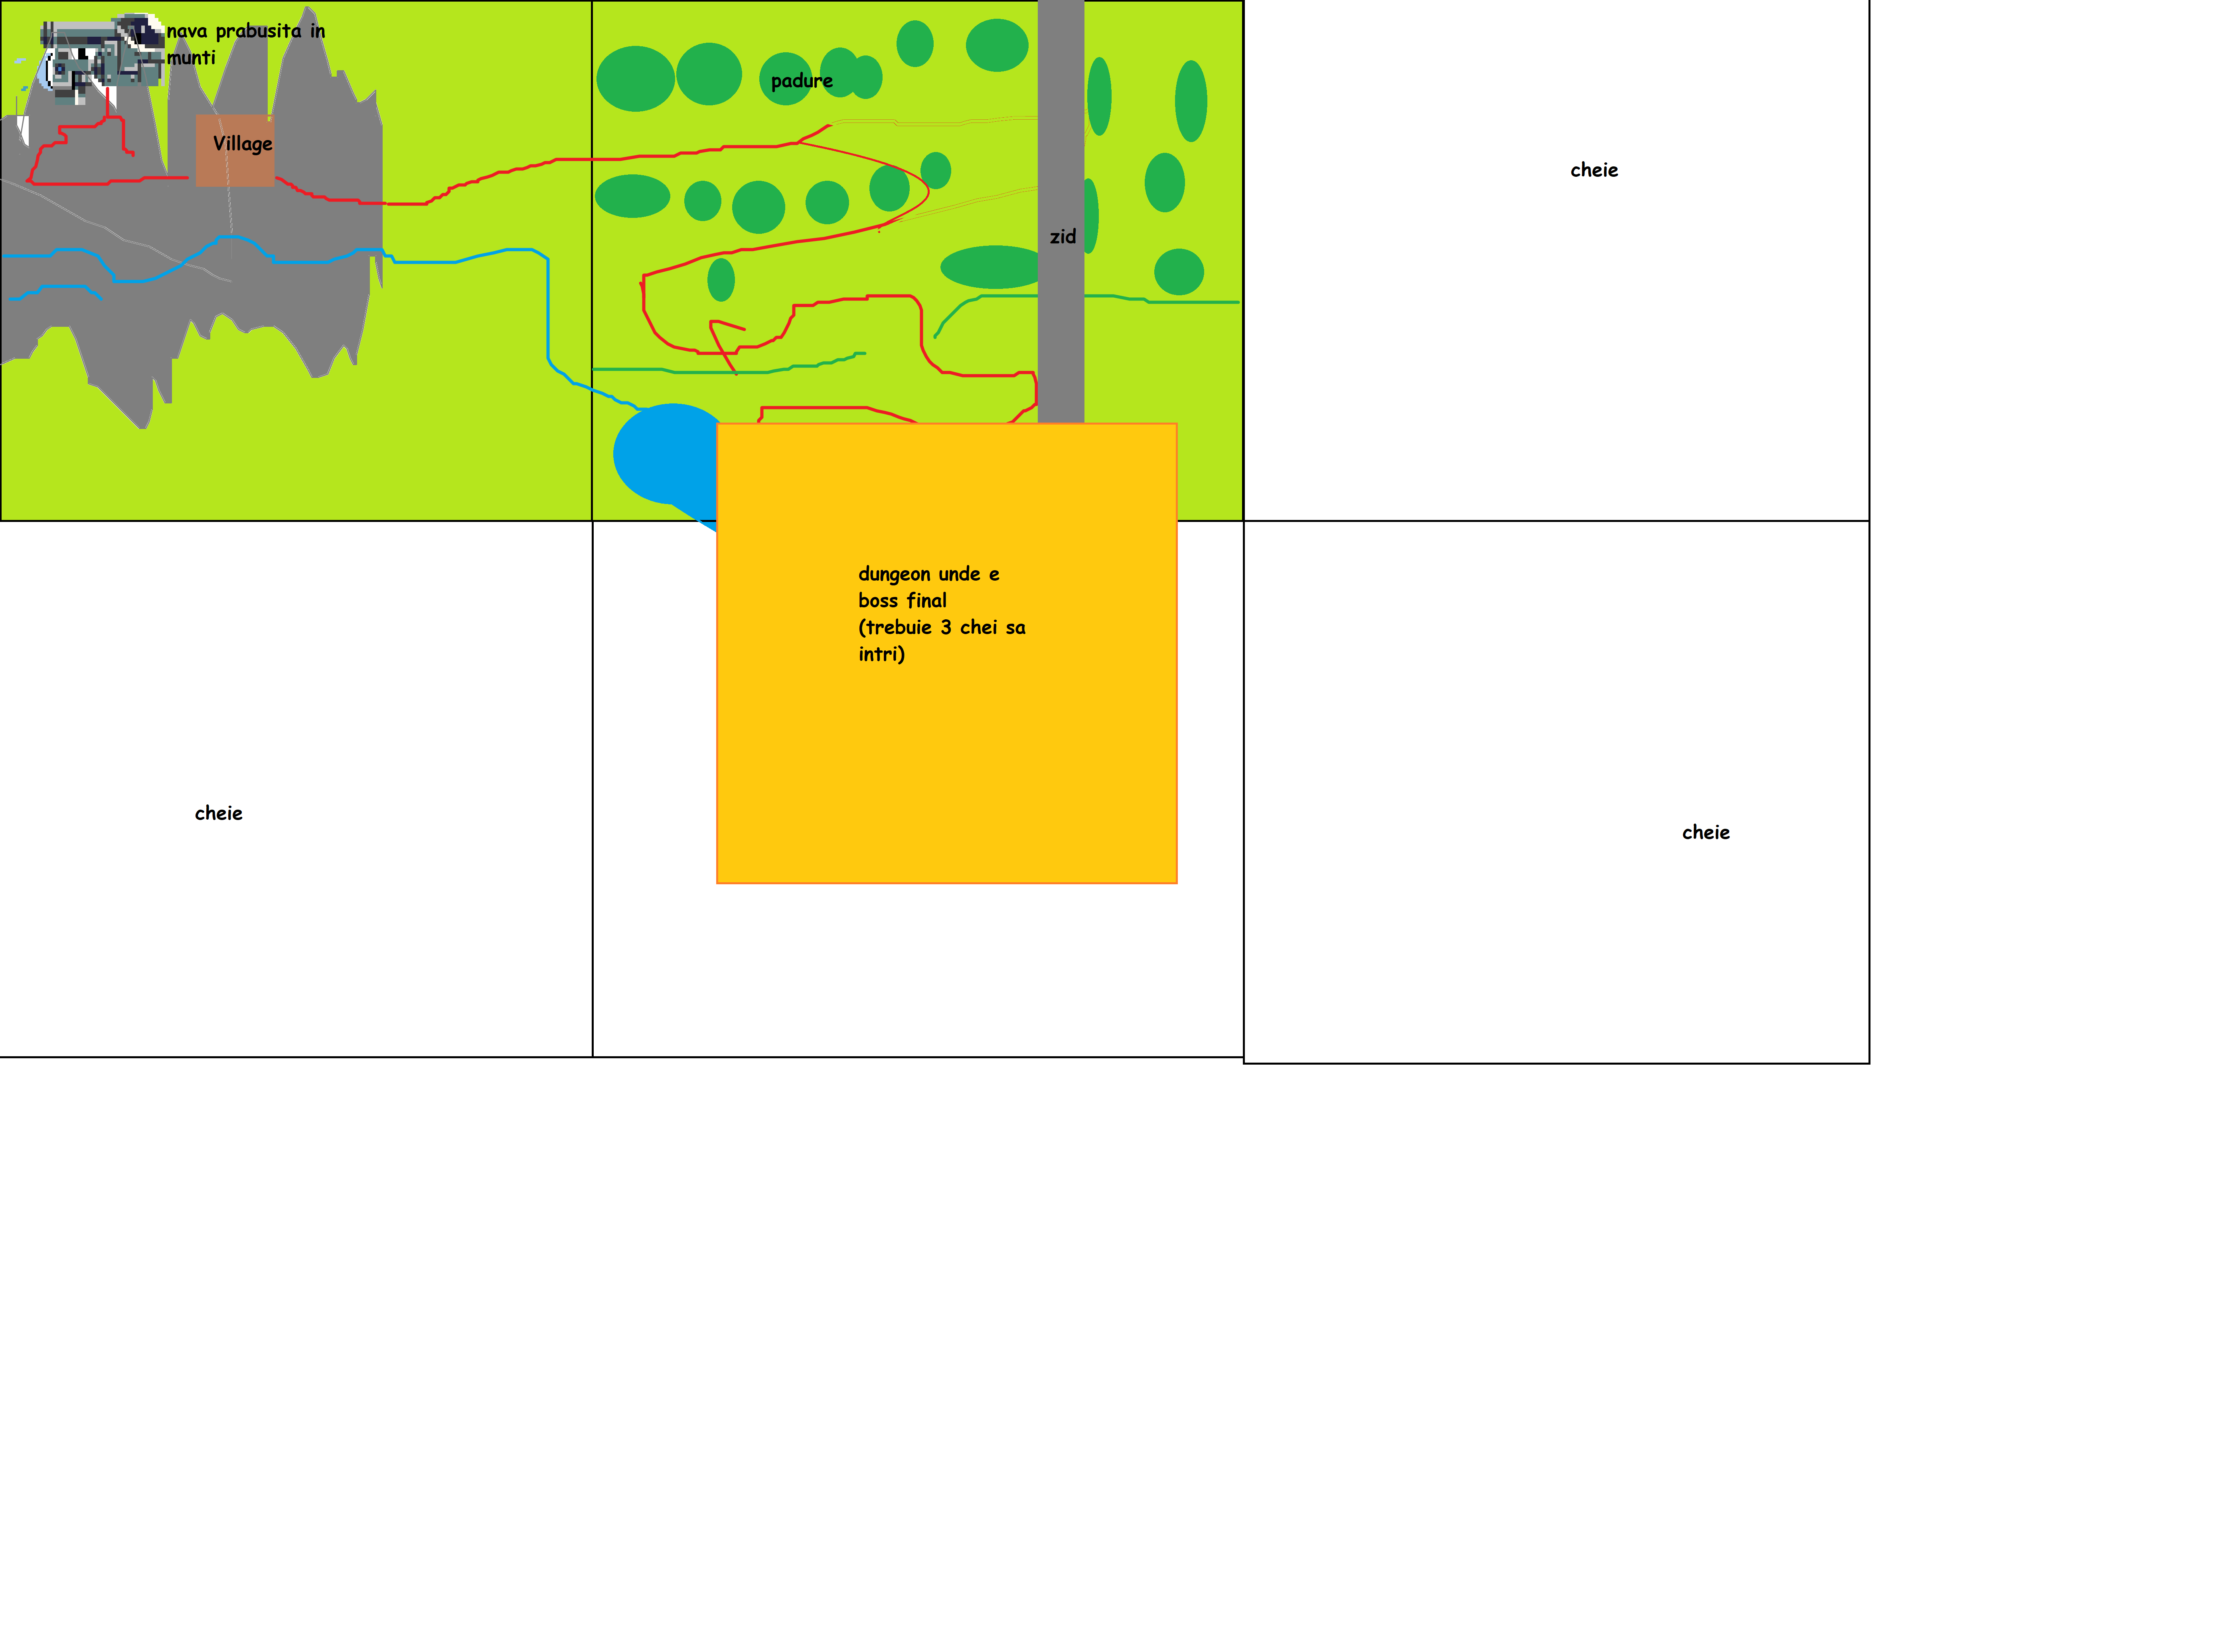 nava prabusita in
munti
padure
Village
cheie
zid
dungeon unde e
boss final
(trebuie 3 chei sa
intri)
cheie
cheie